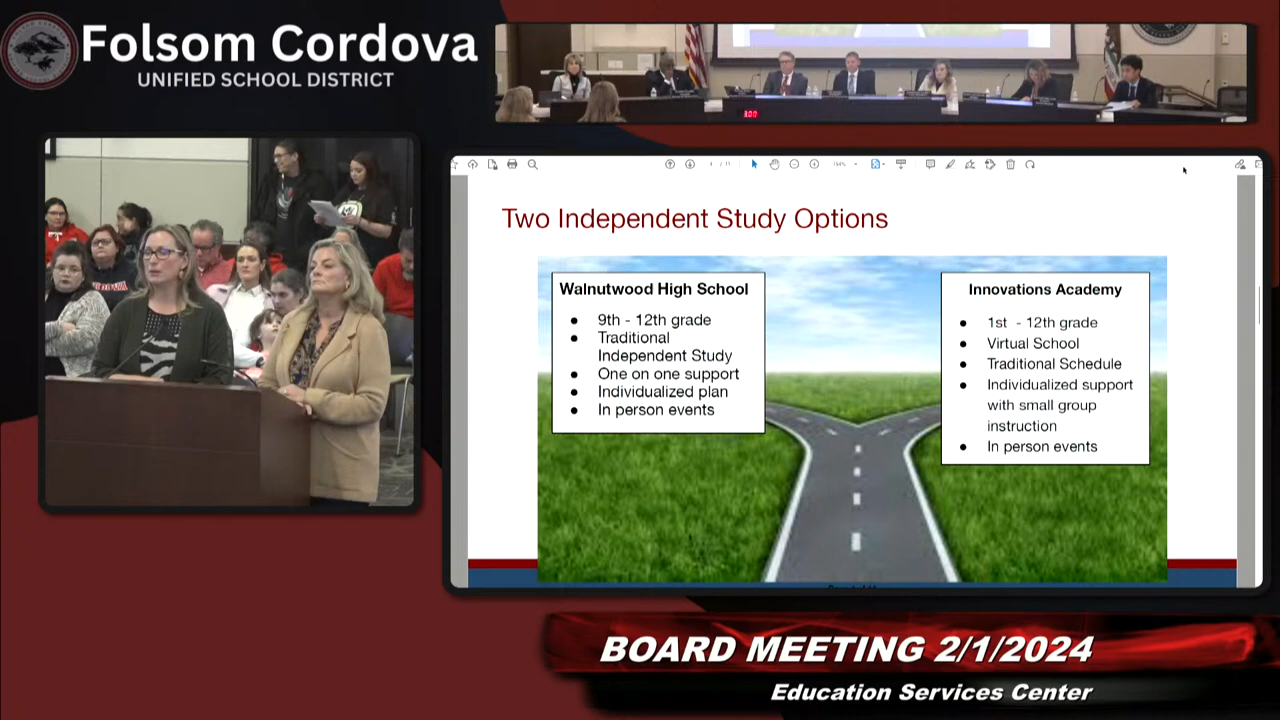 Folsom Cordova
UNIFIED SCHOOL DISTRICT
Two Independent Study Options
Walnutwood High School
● 9th - 12th grade
● Traditional
Independent Study
● One on one support
● Individualized plan
● In person events
Innovations Academy
● 1st - 12th grade
● Virtual School
● Traditional Schedule
● Individualized support
with small group
instruction
● In person events
BOARD MEETING 2/1/2024
Education Services Center